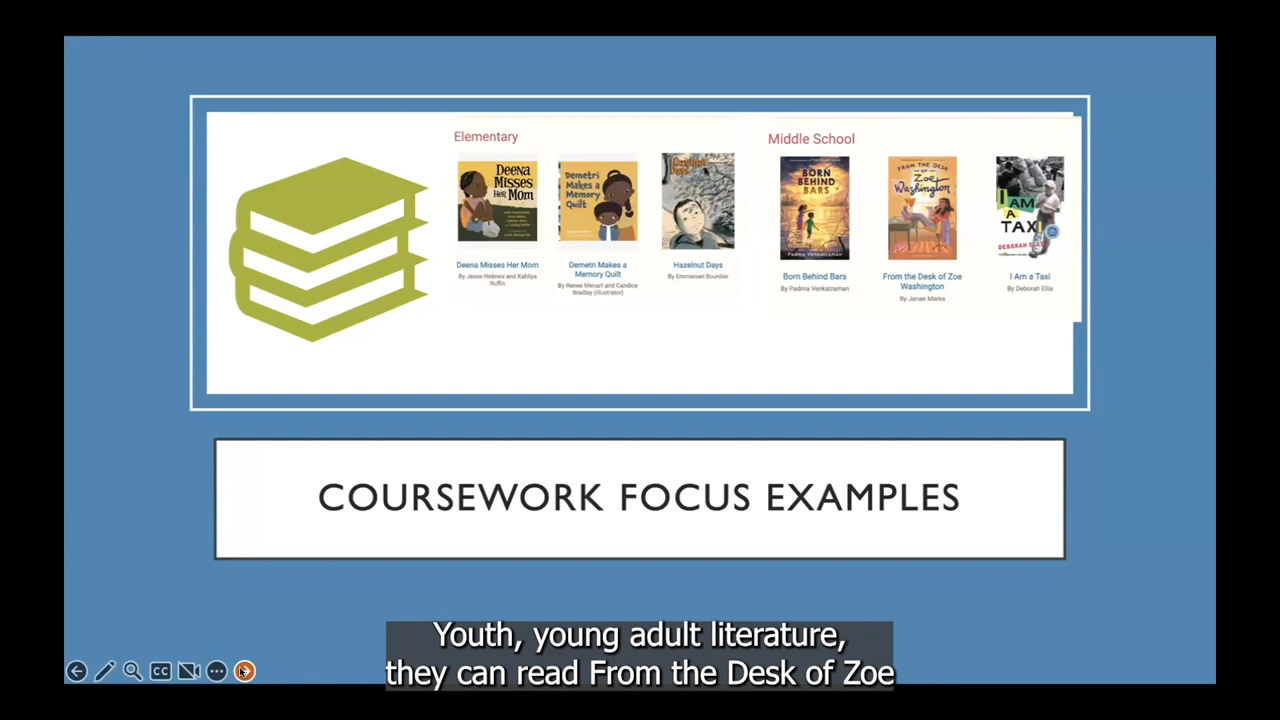 Elementary
Deena
Misses
Her Mom
Demetri
Makes a
Memory
Quilt
Deena Misses Her Mom
By Jesse Holmes and Kahliya
Ruffin
Demetri Makes a
Memory Quilt
By Renee Menart and Candice
Bradley (Illustrator)
Hazelnut Days
By Emmanuel Bourdier
Middle School
BORN
BEHIND
BARS
Padma Venkatraman
FROM THE DESK
OF
Zoe
Washington
I AM
A
TAXI
DEBORAH
Born Behind Bars
By Padma Venkatraman
From the Desk of Zoe
Washington
By Janae Marks
I Am a Taxi
By Deborah Ellis
COURSEWORK FOCUS EXAMPLES
CC
Youth, young adult literature,
they can read From the Desk of Zoe